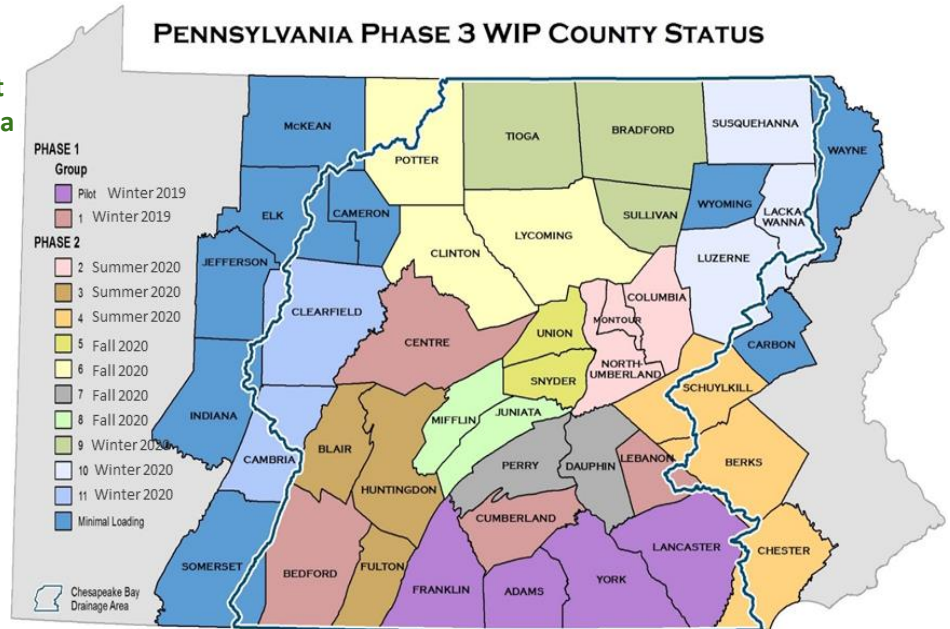 PENNSYLVANIA PHASE 3 WIP COUNTY STATUS
t
a
PHASE 1
Group
Pilot Winter 2019
1 Winter 2019
PHASE 2
2 Summer 2020
3 Summer 2020
4 Summer 2020
5 Fall 2020
6 Fall 2020
7 Fall 2020
8 Fall 2020
9 Winter 2020
10 Winter 2020
11 Winter 2020
Minimal Loading
Chesapeake Bay
Drainage Area
McKEAN
POTTER
TIOGA
BRADFORD
SUSQUEHANNA
WAYNE
ELK
CAMERON
SULLIVAN
WYOMING
LACKA-
WANNA
JEFFERSON
CLINTON
LYCOMING
LUZERNE
CLEARFIELD
CENTRE
UNION
MONTOUR
COLUMBIA
CARBON
SNYDER
NORTH-
UMBERLAND
SCHUYLKILL
INDIANA
CAMBRIA
BLAIR
HUNTINGDON
MIFFLIN
JUNIATA
PERRY
DAUPHIN
LEBANON
BERKS
SOMERSET
BEDFORD
FULTON
FRANKLIN
CUMBERLAND
ADAMS
YORK
LANCASTER
CHESTER